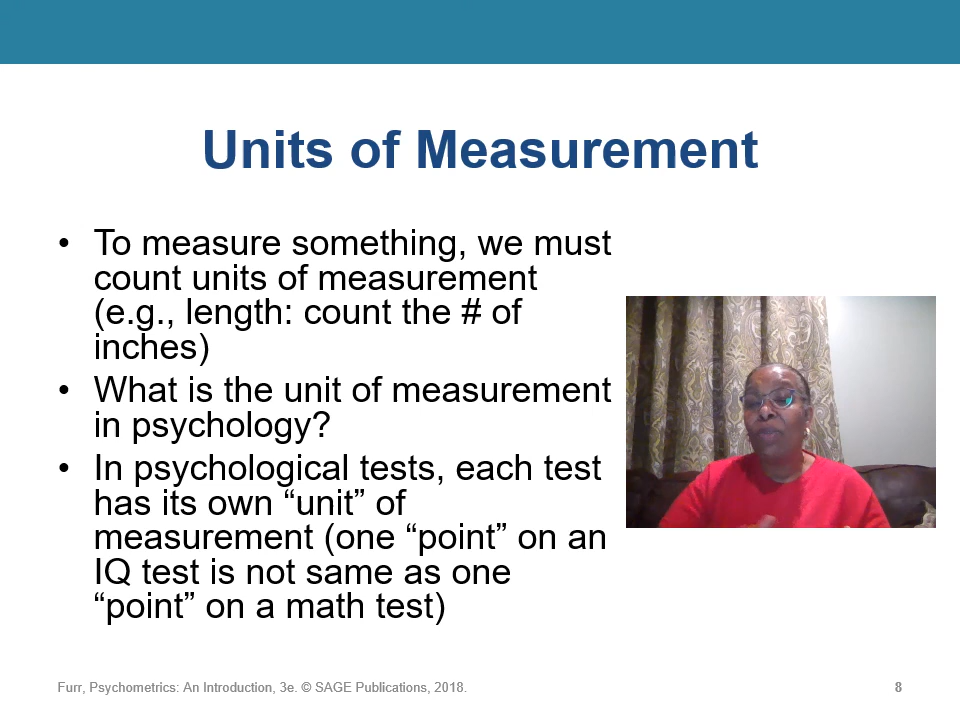 Units of Measurement
• To measure something, we must
count units of measurement
(e.g., length: count the # of
inches)
• What is the unit of measurement
in psychology?
• In psychological tests, each test
has its own “unit” of
measurement (one “point” on an
IQ test is not same as one
“point” on a math test)
Furr, Psychometrics: An Introduction, 3e. © SAGE Publications, 2018.
8